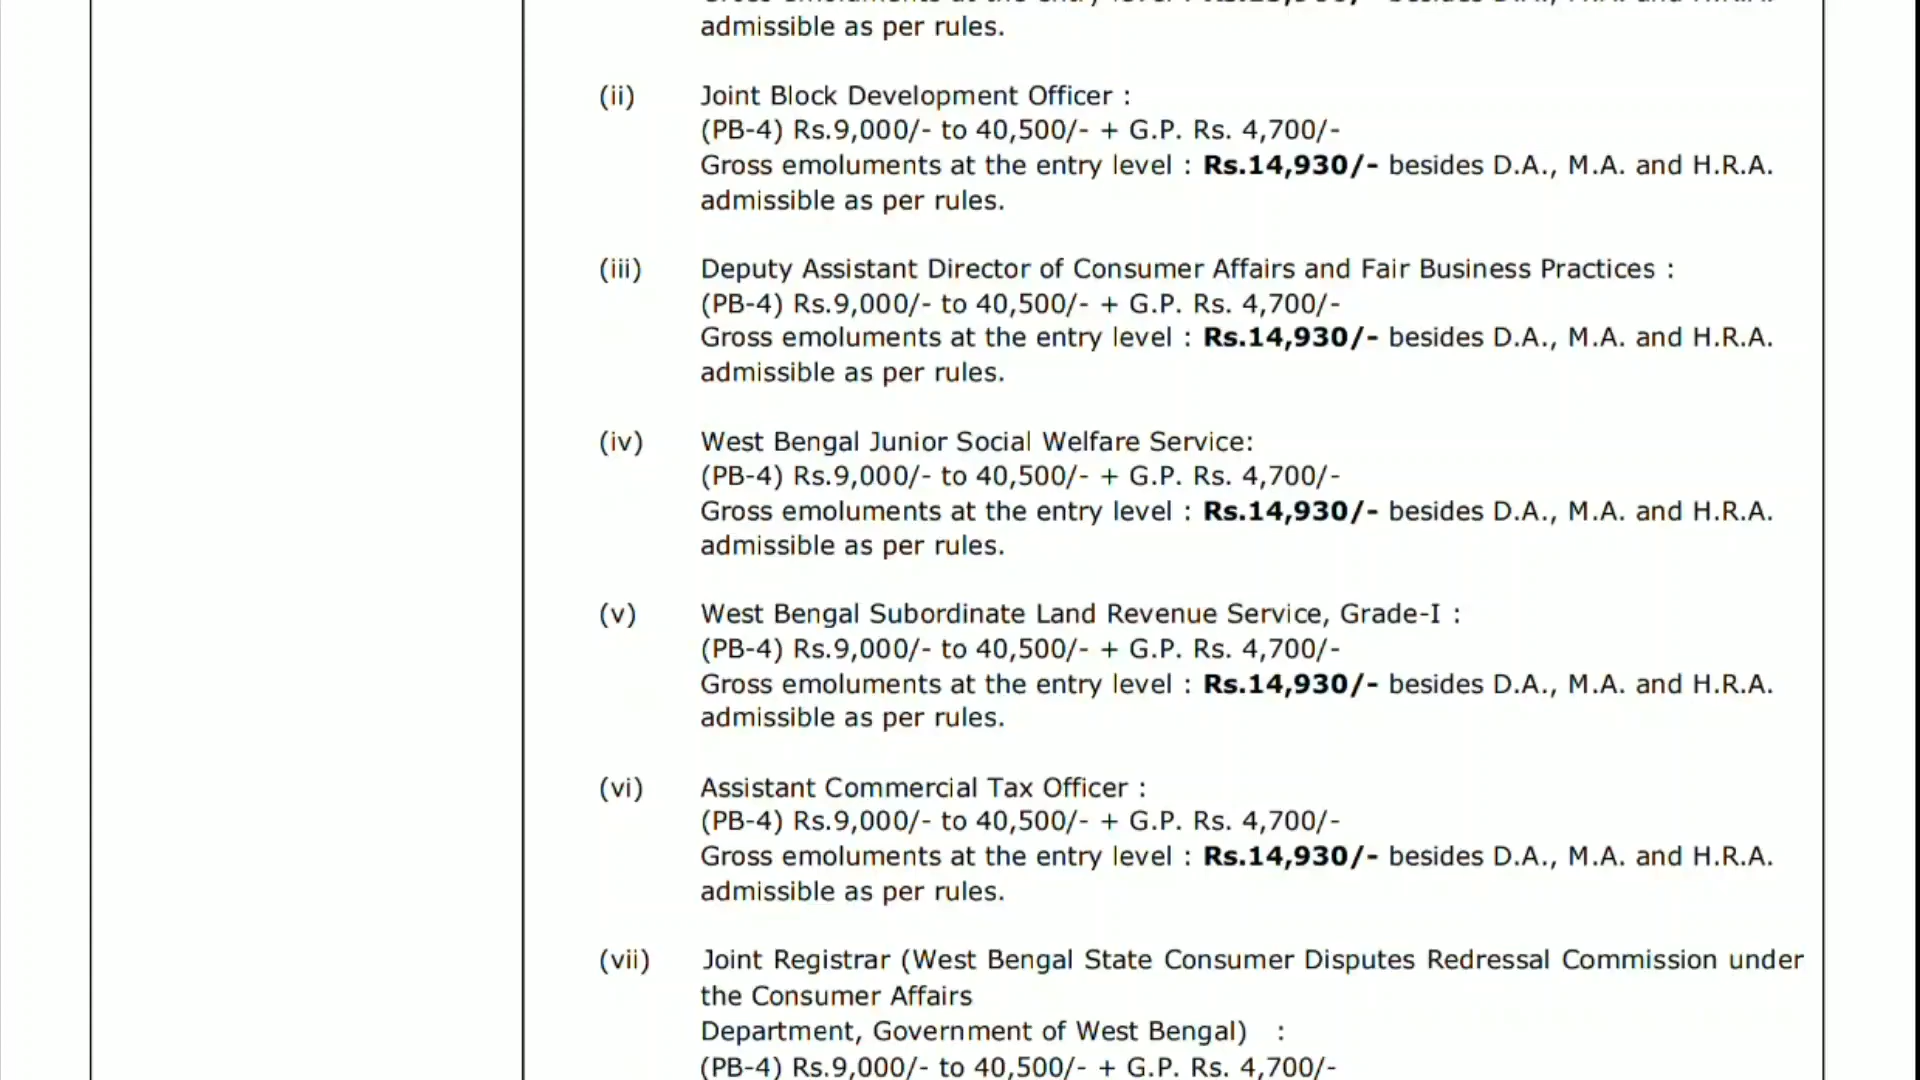 admissible as per rules.
(ii) Joint Block Development Officer :
(PB-4) Rs.9,000/- to 40,500/- + G.P. Rs. 4,700/-
Gross emoluments at the entry level : Rs.14,930/- besides D.A., M.A. and H.R.A.
admissible as per rules.
(iii) Deputy Assistant Director of Consumer Affairs and Fair Business Practices :
(PB-4) Rs.9,000/- to 40,500/- + G.P. Rs. 4,700/-
Gross emoluments at the entry level : Rs.14,930/- besides D.A., M.A. and H.R.A.
admissible as per rules.
(iv) West Bengal Junior Social Welfare Service:
(PB-4) Rs.9,000/- to 40,500/- + G.P. Rs. 4,700/-
Gross emoluments at the entry level : Rs.14,930/- besides D.A., M.A. and H.R.A.
admissible as per rules.
(v) West Bengal Subordinate Land Revenue Service, Grade-I :
(PB-4) Rs.9,000/- to 40,500/- + G.P. Rs. 4,700/-
Gross emoluments at the entry level : Rs.14,930/- besides D.A., M.A. and H.R.A.
admissible as per rules.
(vi) Assistant Commercial Tax Officer :
(PB-4) Rs.9,000/- to 40,500/- + G.P. Rs. 4,700/-
Gross emoluments at the entry level : Rs.14,930/- besides D.A., M.A. and H.R.A.
admissible as per rules.
(vii) Joint Registrar (West Bengal State Consumer Disputes Redressal Commission under
the Consumer Affairs
Department, Government of West Bengal) :
(PB-4) Rs.9,000/- to 40,500/- + G.P. Rs. 4,700/-